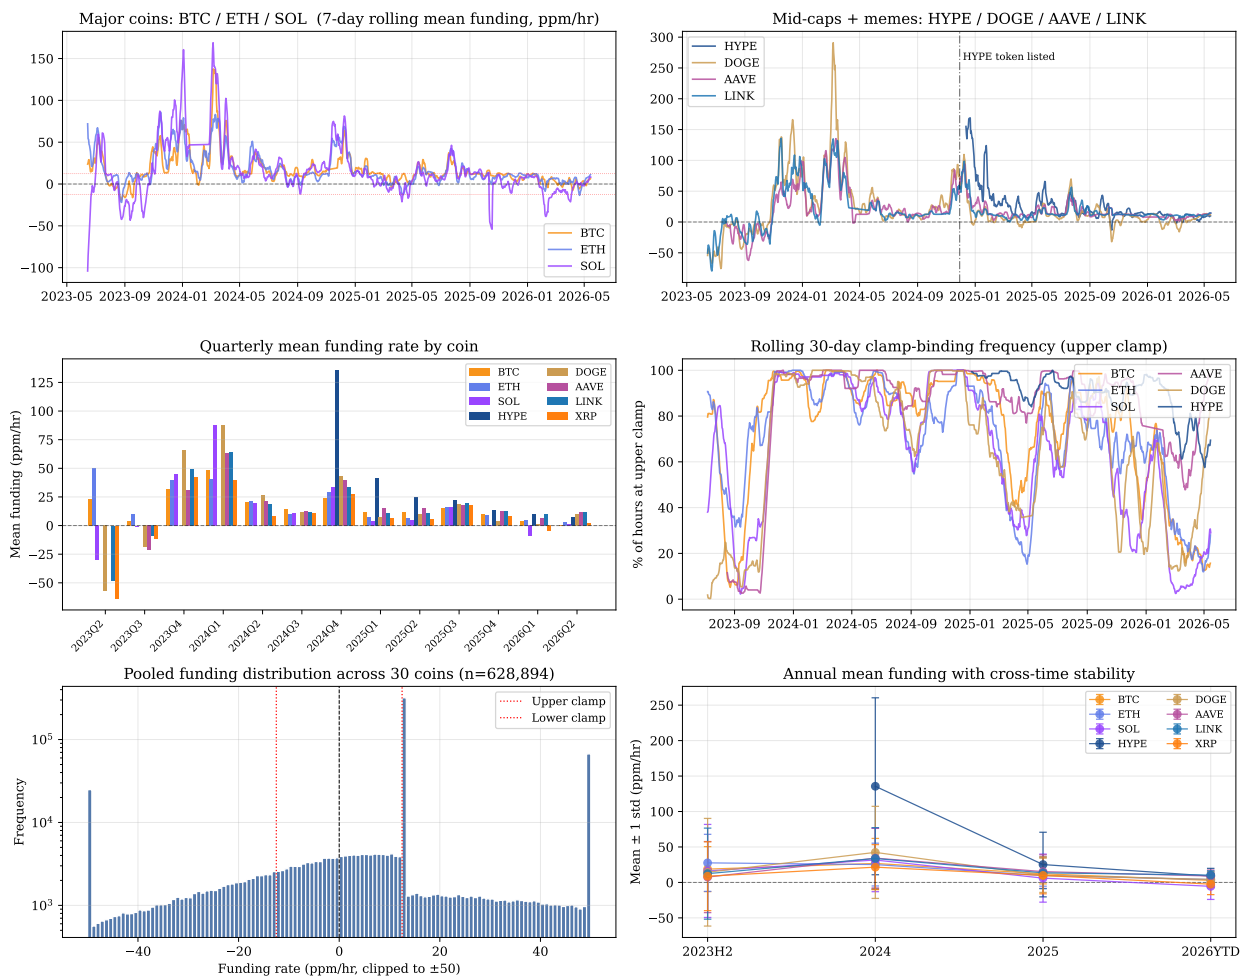 Major coins: BTC / ETH / SOL  (7-day rolling mean funding, ppm/hr)
150
100
50
0
−50
−100
BTC
ETH
SOL
2023-05 2023-09 2024-01 2024-05 2024-09 2025-01 2025-05 2025-09 2026-01 2026-05
Mid-caps + memes: HYPE / DOGE / AAVE / LINK
300
250
200
150
100
50
0
−50
HYPE
DOGE
AAVE
LINK
HYPE token listed
2023-05 2023-09 2024-01 2024-05 2024-09 2025-01 2025-05 2025-09 2026-01 2026-05
Quarterly mean funding rate by coin
Mean funding (ppm/hr)
125
100
75
50
25
0
−25
−50
BTC
ETH
SOL
HYPE
DOGE
AAVE
LINK
XRP
2023Q2 2023Q3 2023Q4 2024Q1 2024Q2 2024Q3 2024Q4 2025Q1 2025Q2 2025Q3 2025Q4 2026Q1 2026Q2
Rolling 30-day clamp-binding frequency (upper clamp)
% of hours at upper clamp
100
80
60
40
20
0
BTC
ETH
SOL
AAVE
DOGE
HYPE
2023-09 2024-01 2024-05 2024-09 2025-01 2025-05 2025-09 2026-01 2026-05
Pooled funding distribution across 30 coins (n=628,894)
Frequency
10⁵
10⁴
10³
Upper clamp
Lower clamp
−40 −20 0 20 40
Funding rate (ppm/hr, clipped to ±50)
Annual mean funding with cross-time stability
Mean ± 1 std (ppm/hr)
250
200
150
100
50
0
−50
BTC
ETH
SOL
HYPE
DOGE
AAVE
LINK
XRP
2023H2 2024 2025 2026YTD